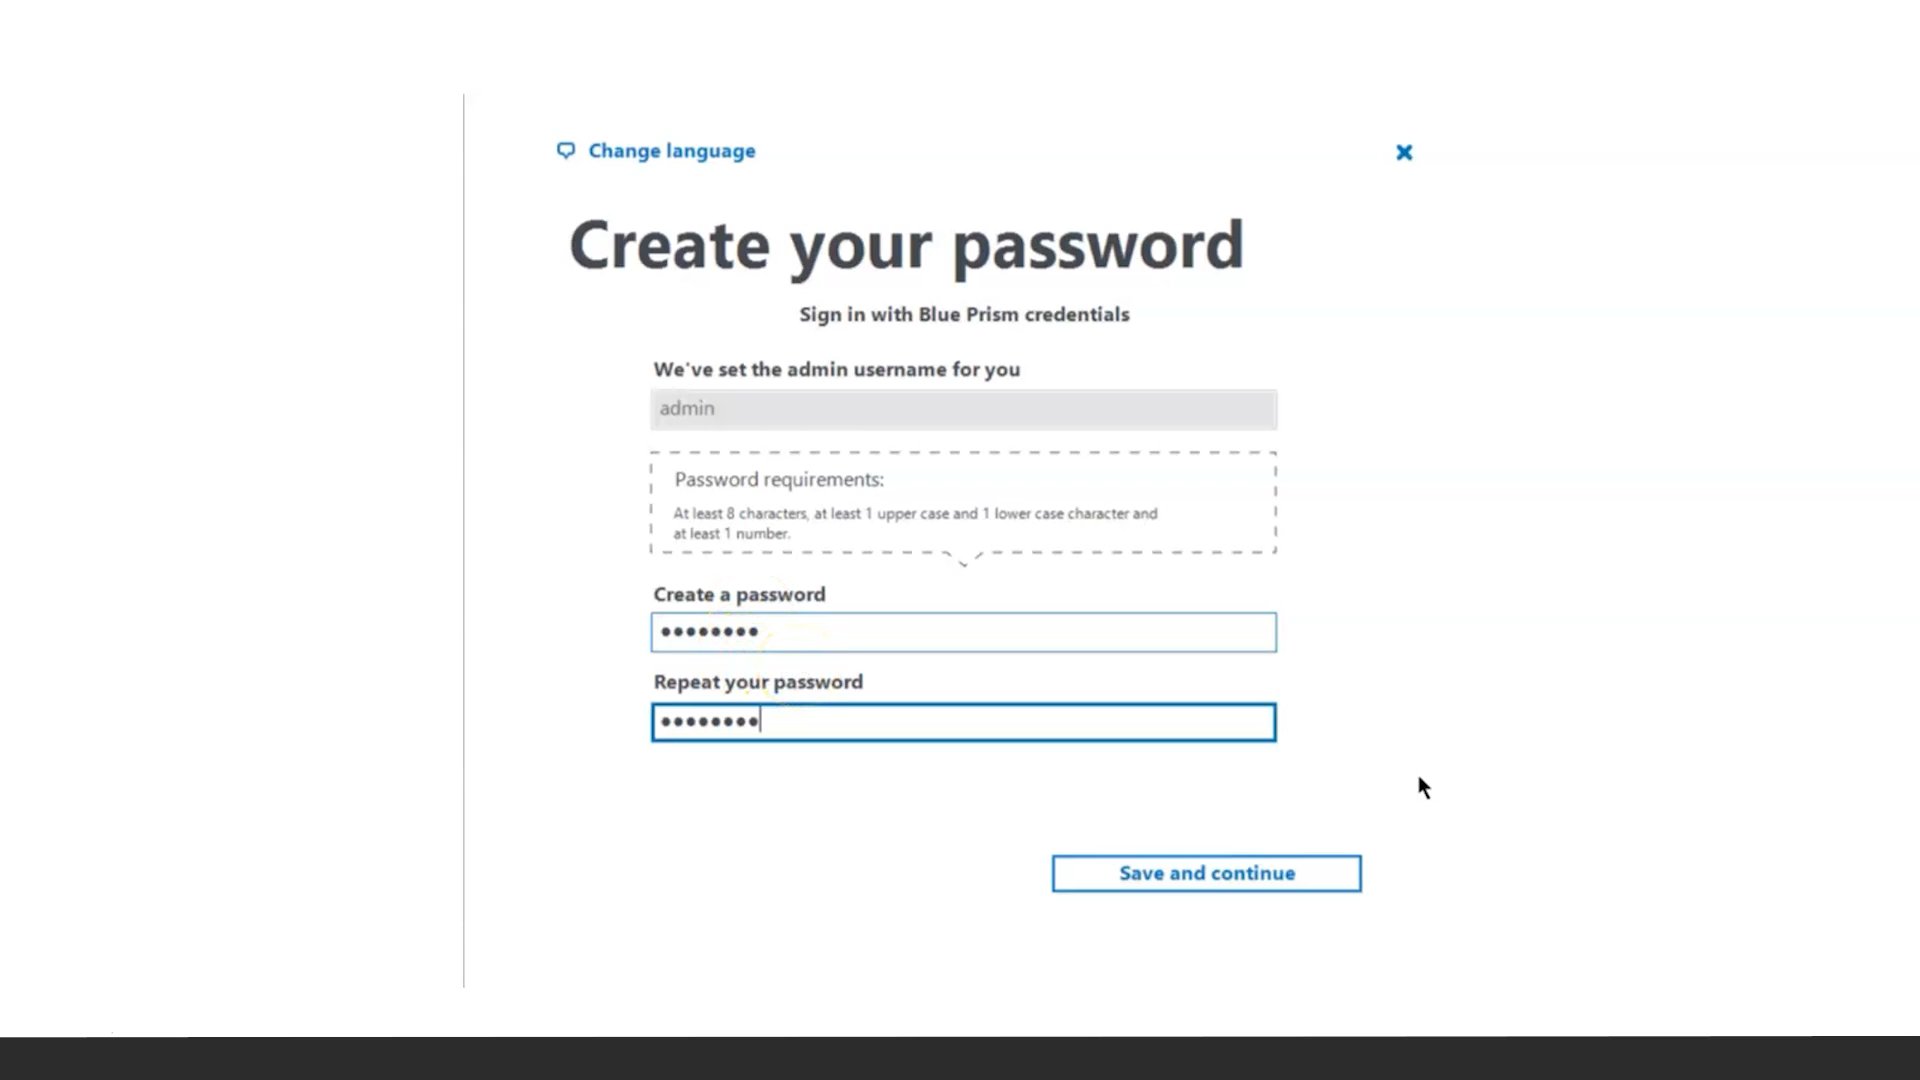 Change language
Create your password
Sign in with Blue Prism credentials
We've set the admin username for you
admin
Password requirements:
At least 8 characters, at least 1 upper case and 1 lower case character and
at least 1 number.
Create a password
••••••••
Repeat your password
••••••••
Save and continue